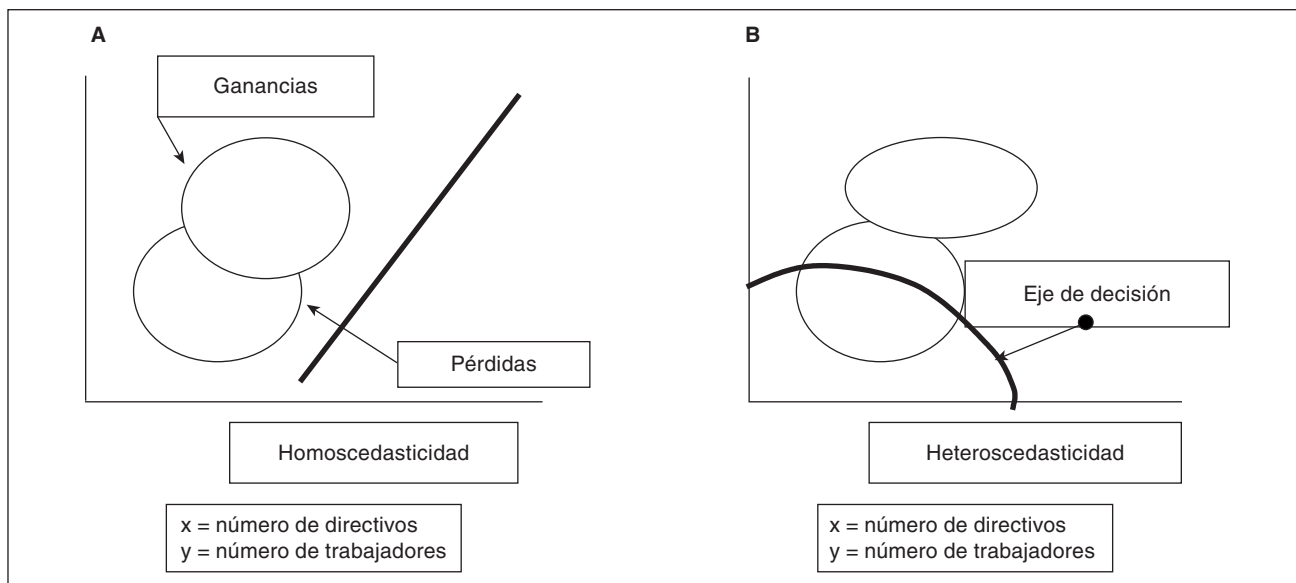 A
Ganancias
Pérdidas
Homoscedasticidad
x = número de directivos
y = número de trabajadores
B
Eje de decisión
Heteroscedasticidad
x = número de directivos
y = número de trabajadores